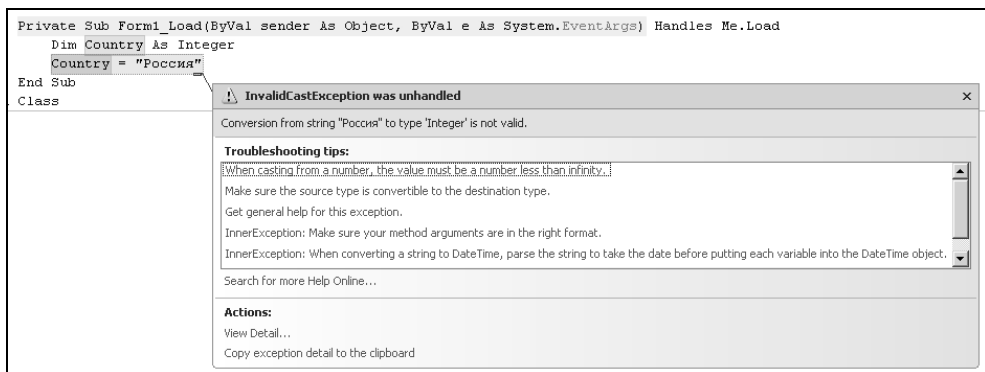 Private Sub Form1_Load(ByVal sender As Object, ByVal e As System.EventArgs) Handles Me.Load
Dim Country As Integer
Country = "Россия"
End Sub
Class
InvalidCastException was unhandled
Conversion from string "Россия" to type 'Integer' is not valid.
Troubleshooting tips:
When casting from a number, the value must be a number less than infinity.
Make sure the source type is convertible to the destination type.
Get general help for this exception.
InnerException: Make sure your method arguments are in the right format.
InnerException: When converting a string to DateTime, parse the string to take the date before putting each variable into the DateTime object.
Search for more Help Online...
Actions:
View Detail...
Copy exception detail to the clipboard